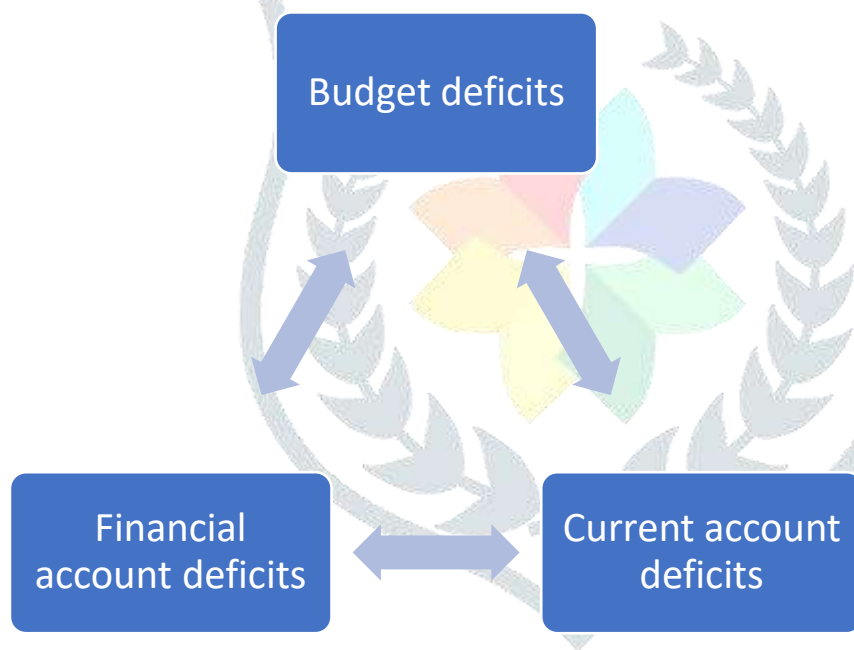 Budget deficits
Financial
account deficits
Current account
deficits